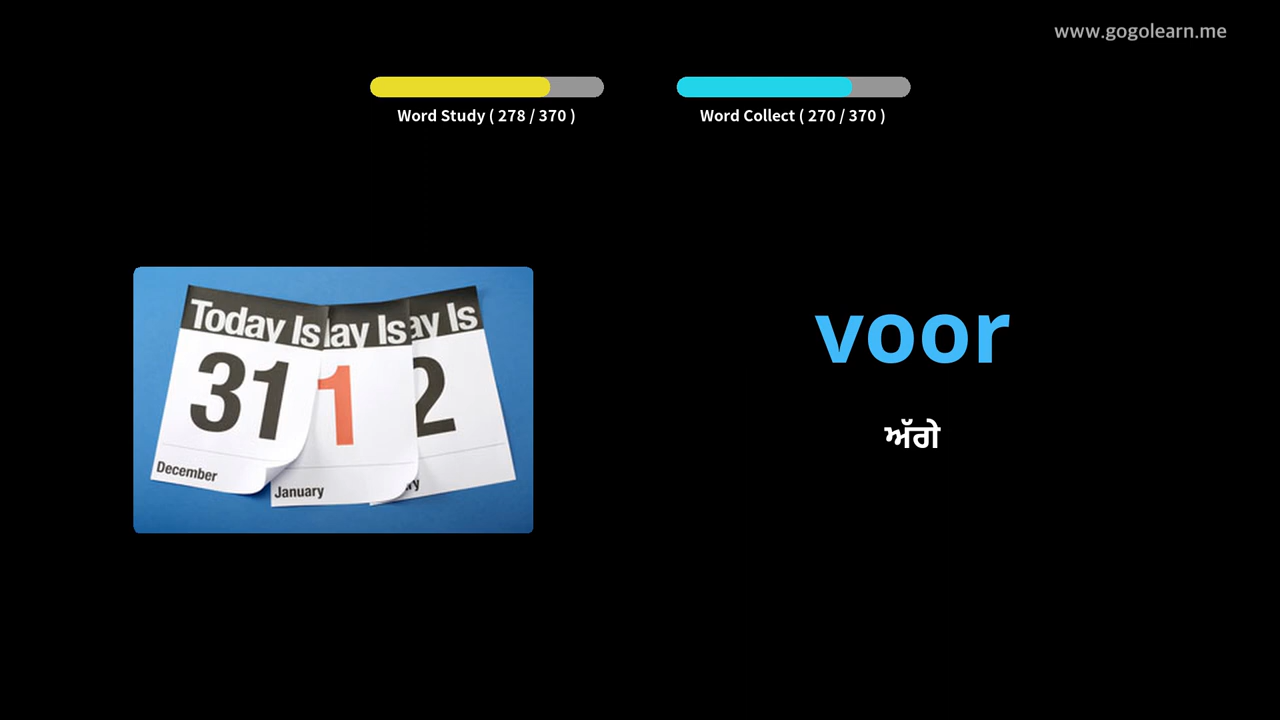 www.gogolearn.me
Word Study ( 278 / 370 )
Word Collect ( 270 / 370 )
Today Is
ay Is
ay Is
31
1
2
December
January
voor
ਅੱਗੇ